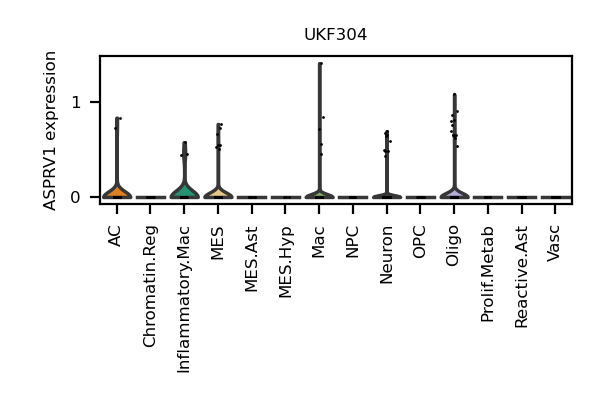 UKF304
ASPRV1 expression
1
0
AC
Chromatin.Reg
Inflammatory.Mac
MES
MES.Ast
MES.Hyp
Mac
NPC
Neuron
OPC
Oligo
Prolif.Metab
Reactive.Ast
Vasc